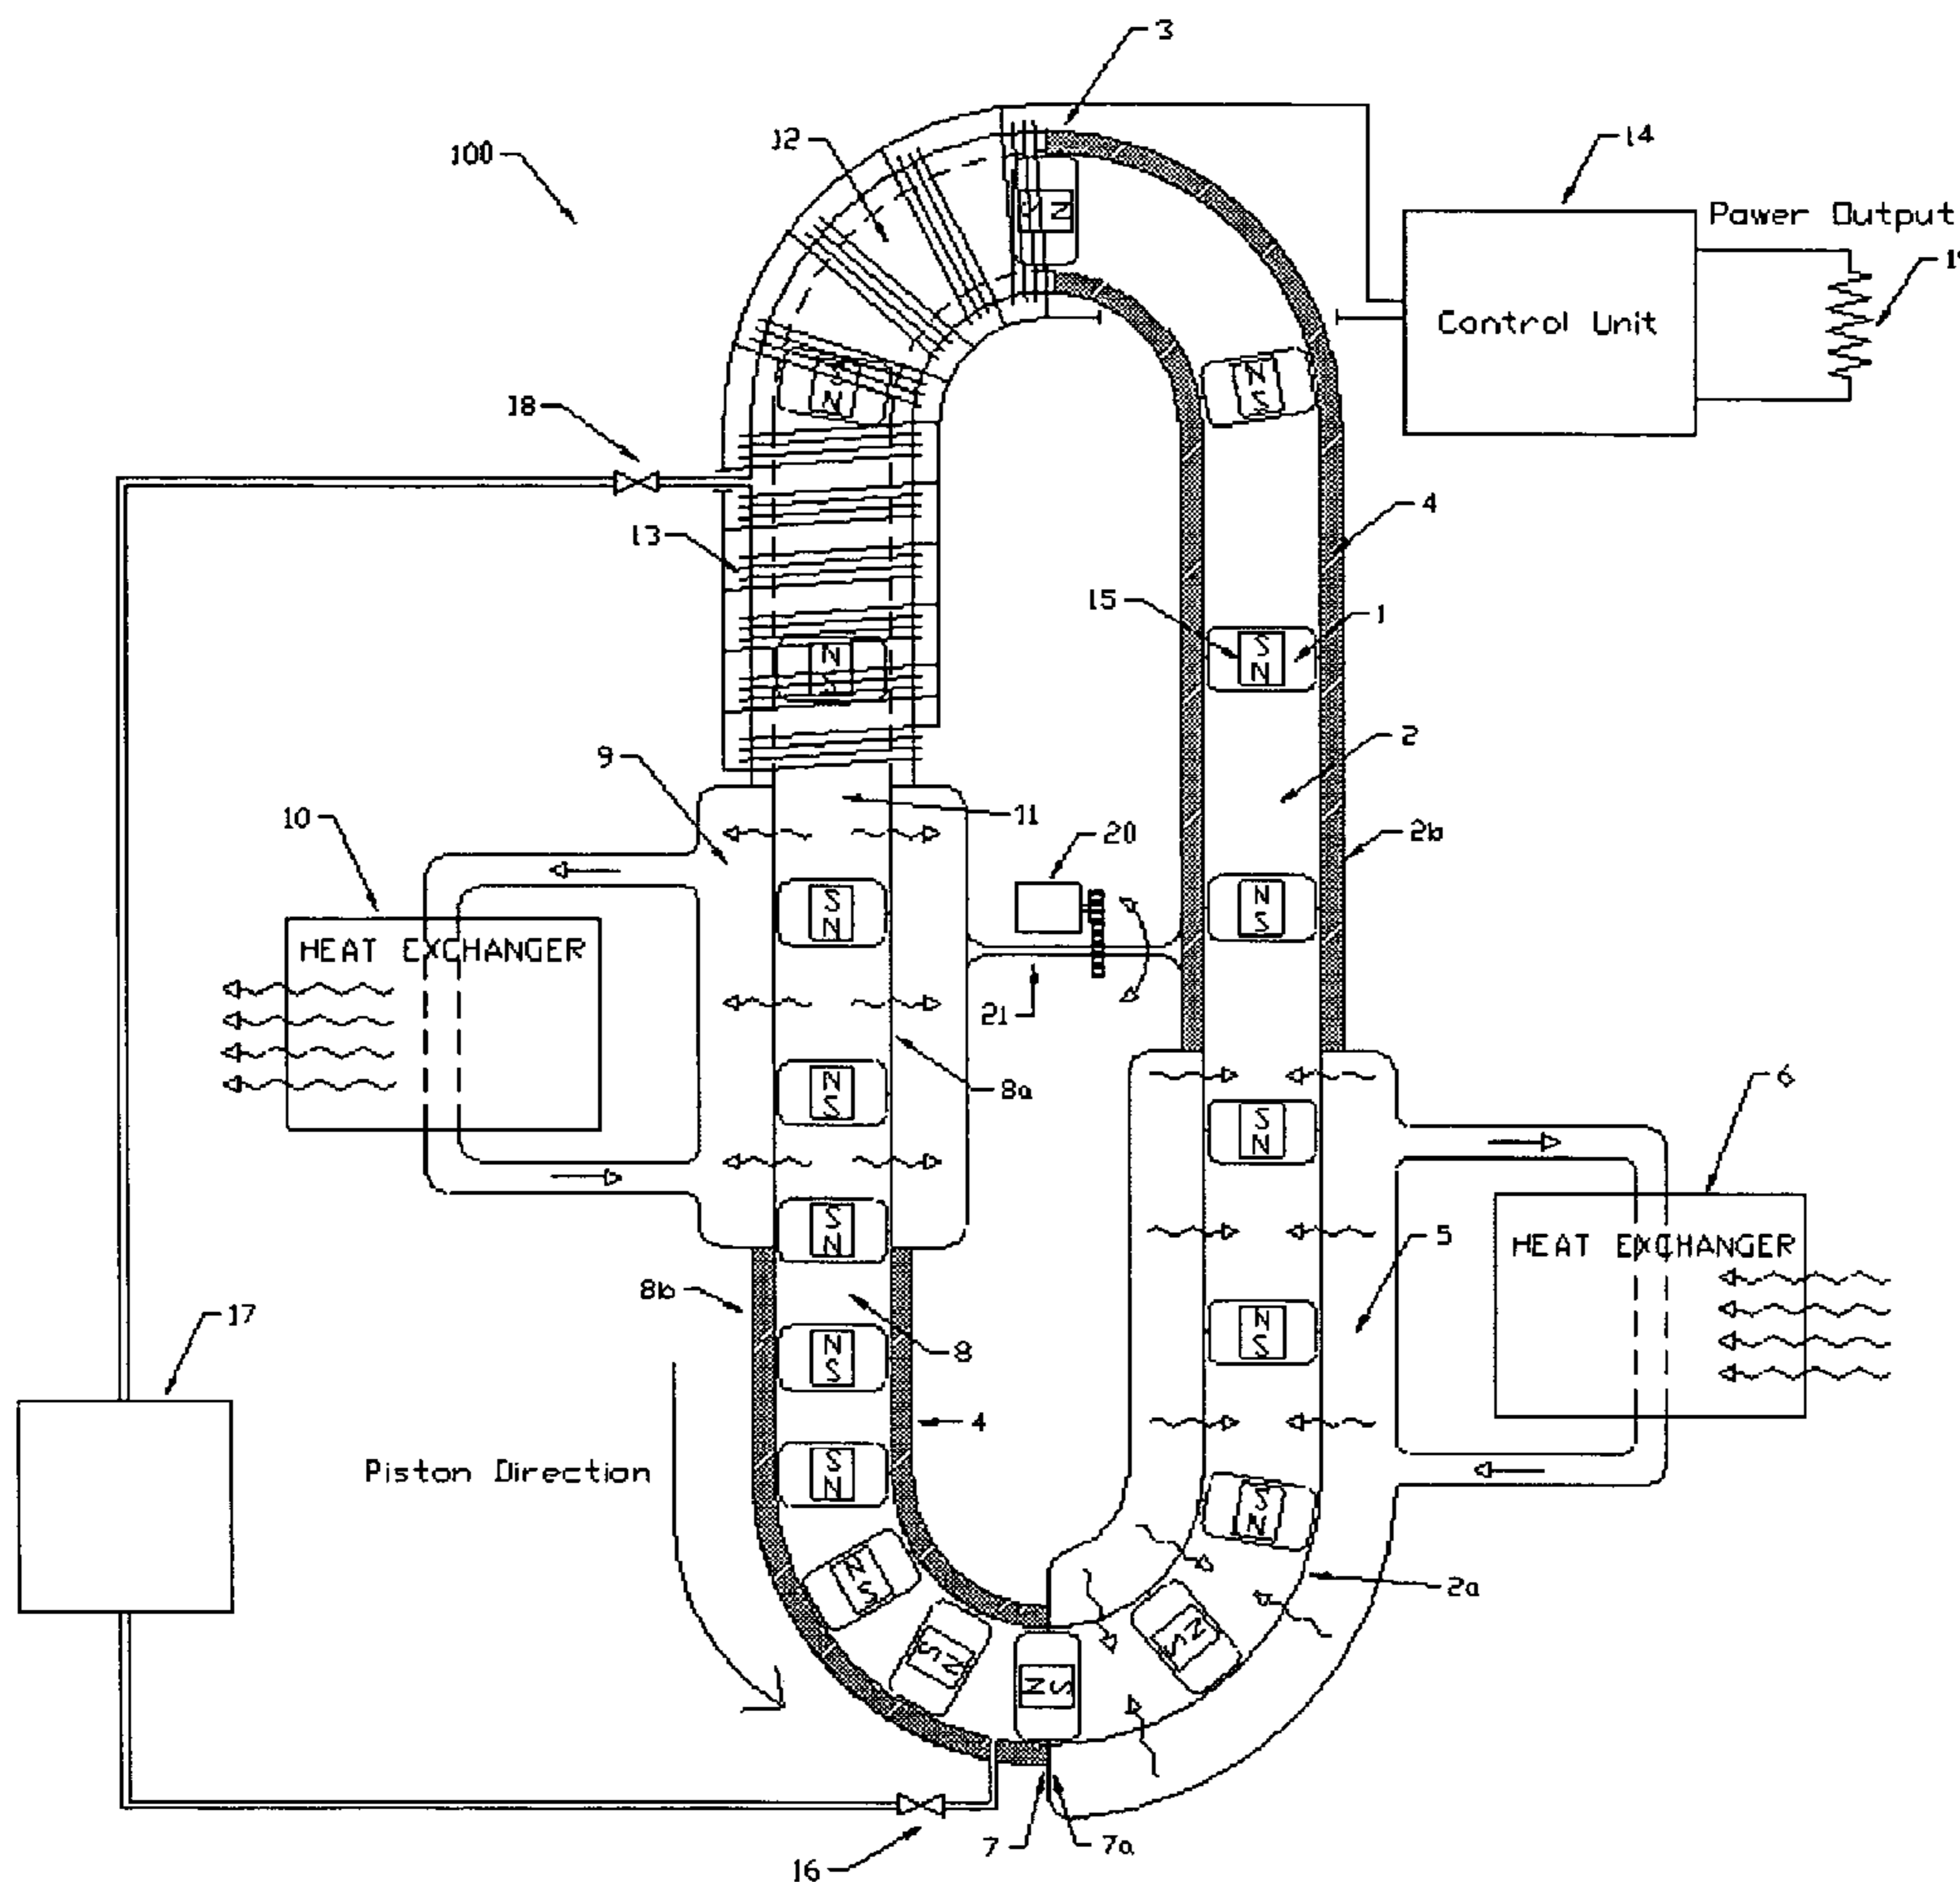 3
100
12
14
Power Output
Control Unit
19
N
N
S
N
S
18
4
13
15
1
S
N
N
S
2
9
11
20
2b
10
HEAT EXCHANGER
S
N
N
S
21
8a
6
N
S
S
N
5
HEAT EXCHANGER
S
N
8b
17
N
S
8
N
S
4
Piston Direction
S
N
S
N
N
S
2a
N
S
N
S
N
S
7
7a
16